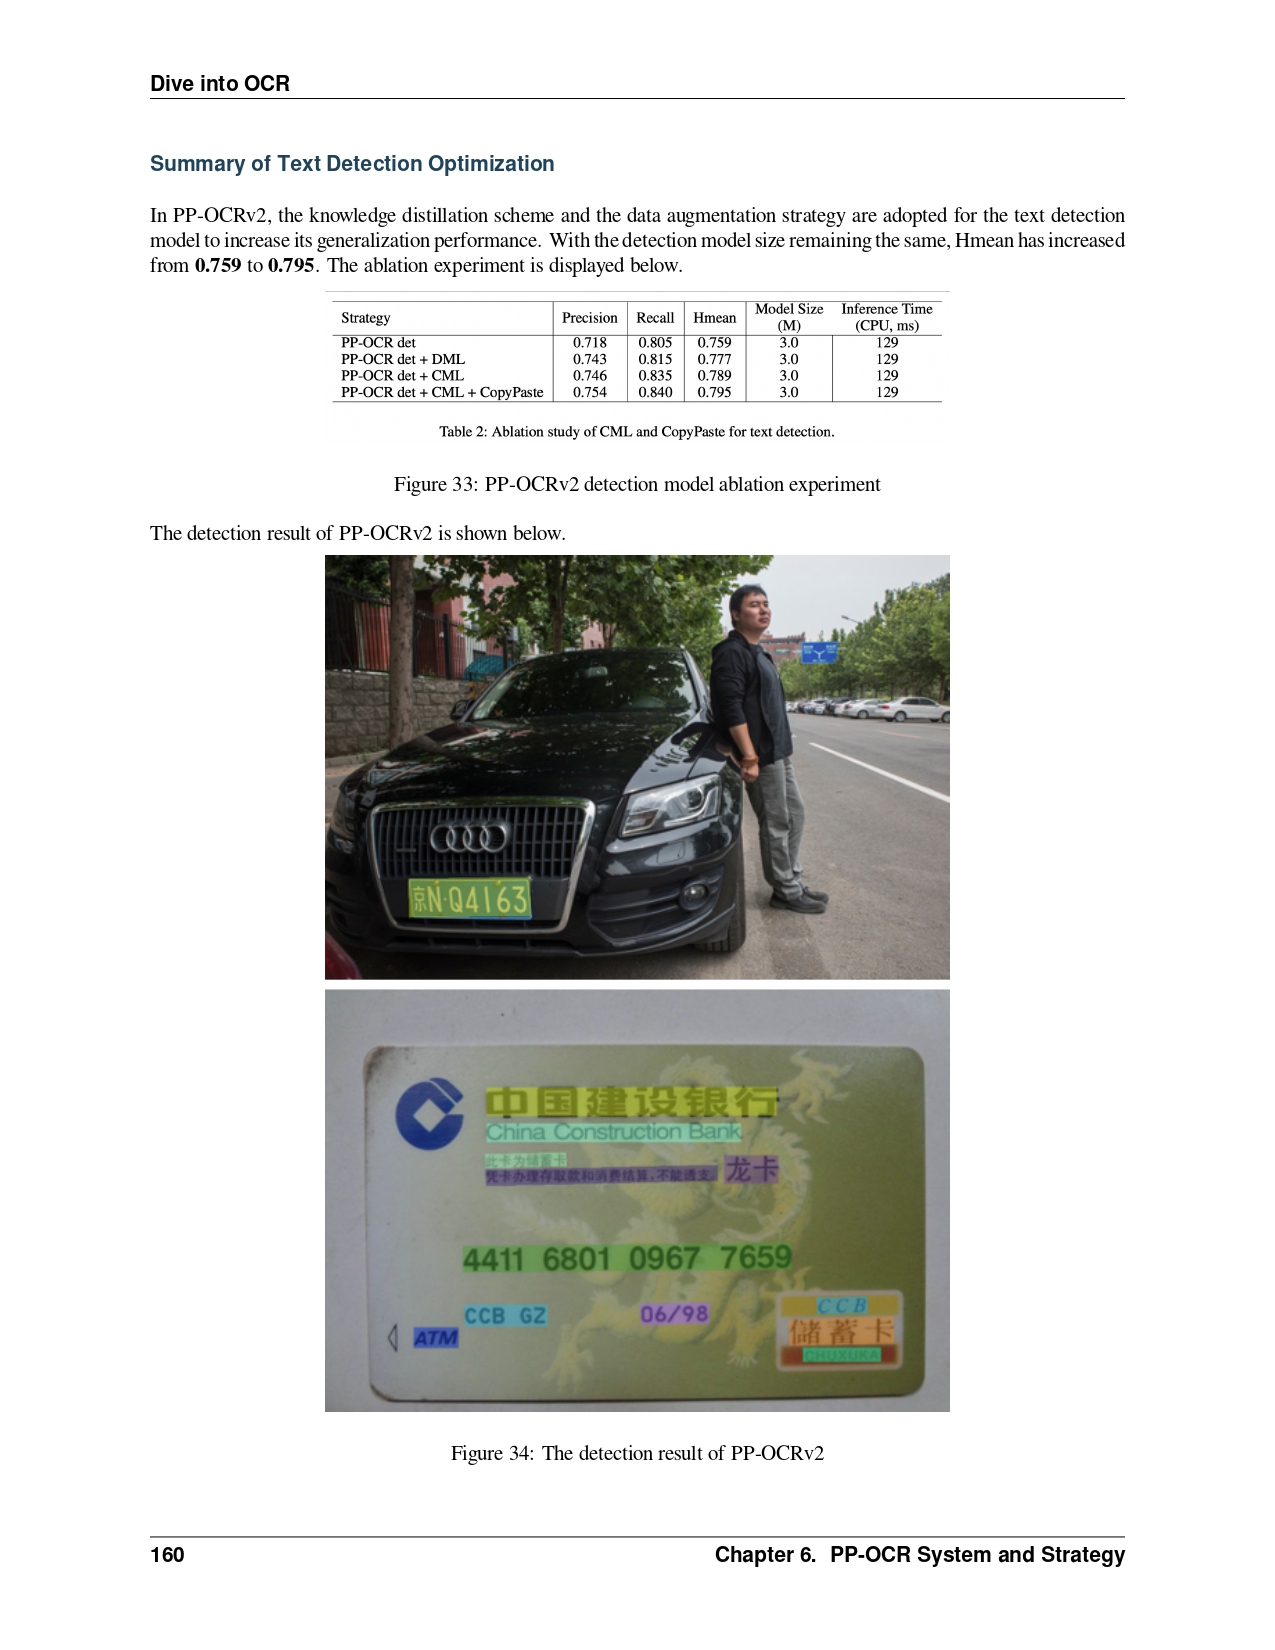 Dive into OCR
Summary of Text Detection Optimization
In PP-OCRv2, the knowledge distillation scheme and the data augmentation strategy are adopted for the text detection
model to increase its generalization performance. With the detection model size remaining the same, Hmean has increased
from 0.759 to 0.795. The ablation experiment is displayed below.
Strategy Precision Recall Hmean Model Size (M) Inference Time (CPU, ms)
PP-OCR det 0.718 0.805 0.759 3.0 129
PP-OCR det + DML 0.743 0.815 0.777 3.0 129
PP-OCR det + CML 0.746 0.835 0.789 3.0 129
PP-OCR det + CML + CopyPaste 0.754 0.840 0.795 3.0 129
Table 2: Ablation study of CML and CopyPaste for text detection.
Figure 33: PP-OCRv2 detection model ablation experiment
The detection result of PP-OCRv2 is shown below.
京N·Q4163
中国建设银行
China Construction Bank
此卡为储蓄卡
凭卡办理存取款和消费结算,不能透支. 龙卡
4411 6801 0967 7659
CCB GZ 06/98
ATM
CCB
儲蓄卡
CHUXUKA
Figure 34: The detection result of PP-OCRv2
160 Chapter 6. PP-OCR System and Strategy